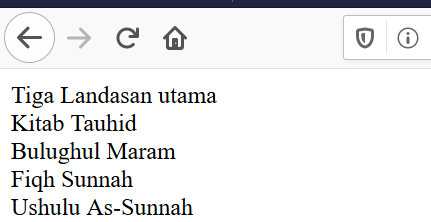 Tiga Landasan utama
Kitab Tauhid
Bulughul Maram
Fiqh Sunnah
Ushulu As-Sunnah